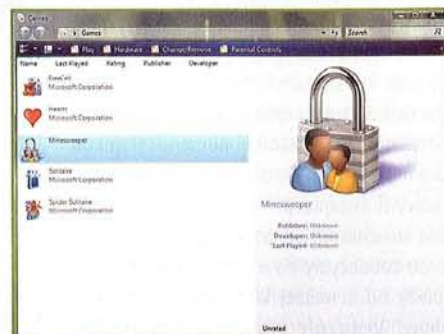 Games
Games
Search
Play Hardware Change/Remove Parental Controls
Name Last Played Rating Publisher Developer
FreeCell
Microsoft Corporation
Hearts
Microsoft Corporation
Minesweeper
Solitaire
Microsoft Corporation
Spider Solitaire
Microsoft Corporation
Minesweeper
Publisher: Unknown
Developer: Unknown
Last Played: Unknown
Unrated